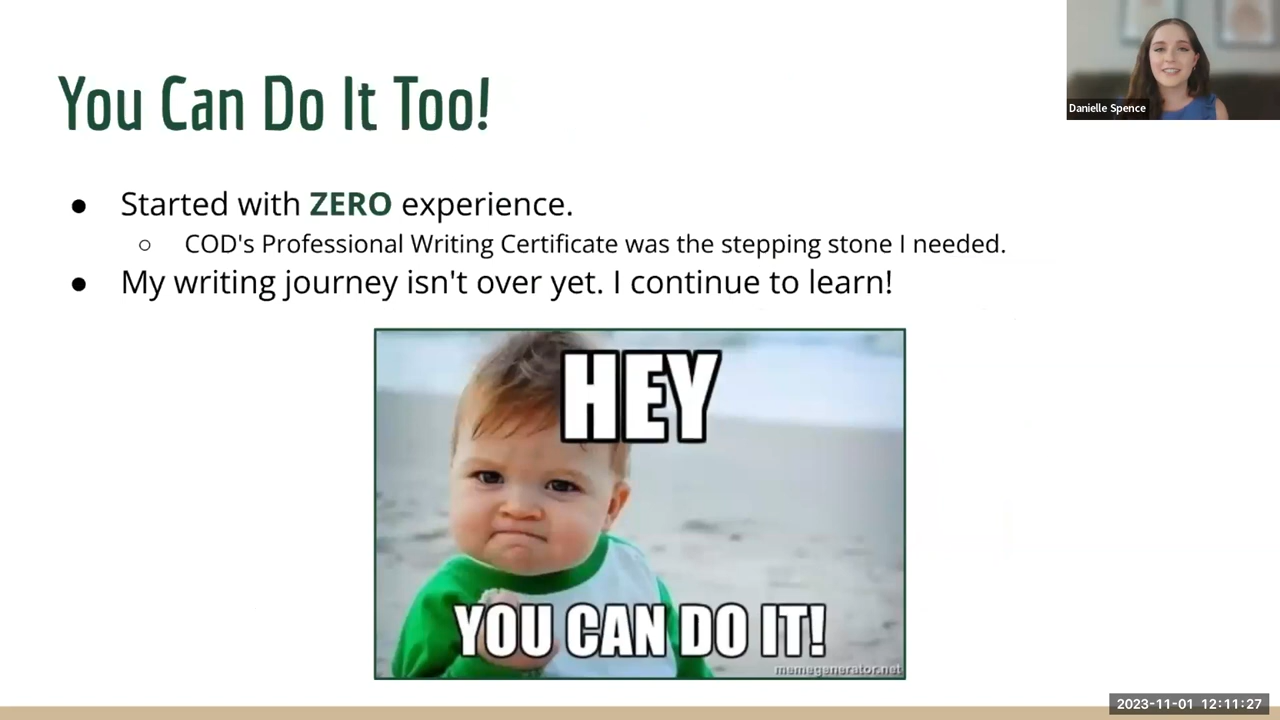 You Can Do It Too!
Danielle Spence
● Started with ZERO experience.
○ COD's Professional Writing Certificate was the stepping stone I needed.
● My writing journey isn't over yet. I continue to learn!
HEY
YOU CAN DO IT!
memegenerator.net
2023-11-01 12:11:27